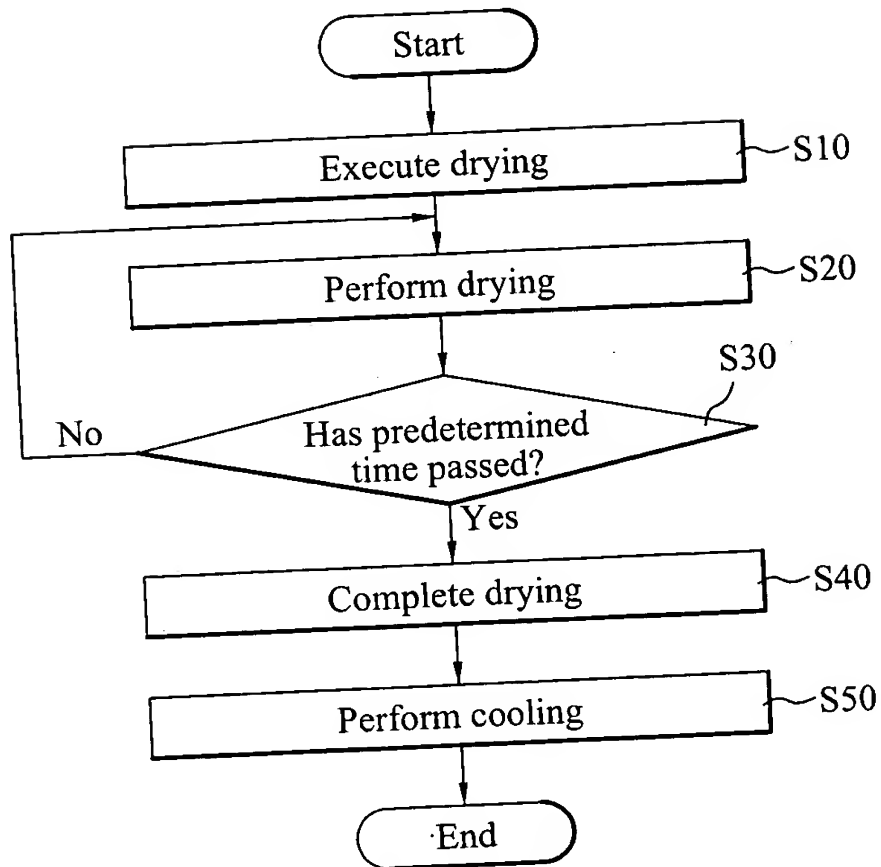 Start
Execute drying
S10
Perform drying
S20
S30
Has predetermined
time passed?
No
Yes
Complete drying
S40
Perform cooling
S50
End